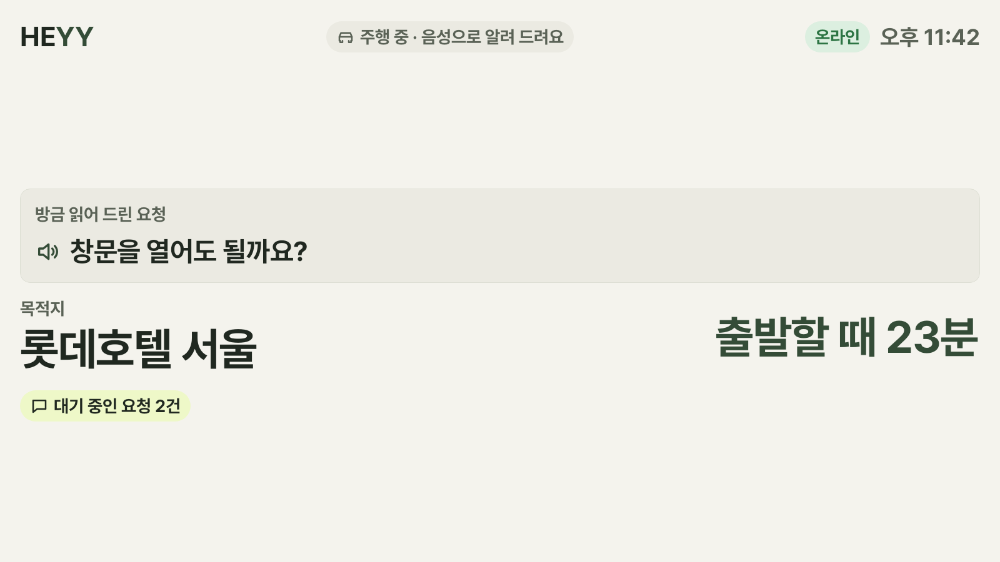 HEYY
주행 중 · 음성으로 알려 드려요
온라인
오후 11:42
방금 읽어 드린 요청
창문을 열어도 될까요?
목적지
롯데호텔 서울
출발할 때 23분
대기 중인 요청 2건